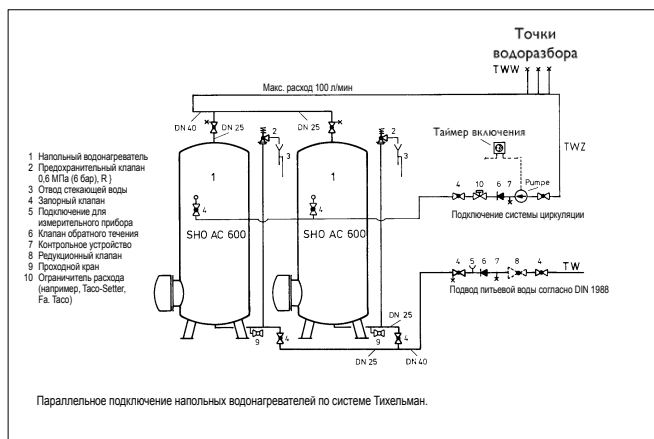 Точки
водоразбора
TWW
Макс. расход 100 л/мин
DN 40
DN 25
DN 25
TWZ
Таймер включения
2
2
3
3
1
1
1 Напольный водонагреватель
2 Предохранительный клапан
0,6 МПа (6 бар), R )
3 Отвод стекающей воды
4 Запорный клапан
5 Подключение для
измерительного прибора
6 Клапан обратного течения
7 Контрольное устройство
8 Редукционный клапан
9 Проходной кран
10 Ограничитель расхода
(например, Taco-Setter,
Fa. Taco)
4 10 6 7 Pumpe
4
4
Подключение системы циркуляции
SHO AC 600
SHO AC 600
4 5 6 7 8 4
TW
Подвод питьевой воды согласно DIN 1988
DN 25
9
4
9
4
DN 25
DN 40
Параллельное подключение напольных водонагревателей по системе Тихельман.